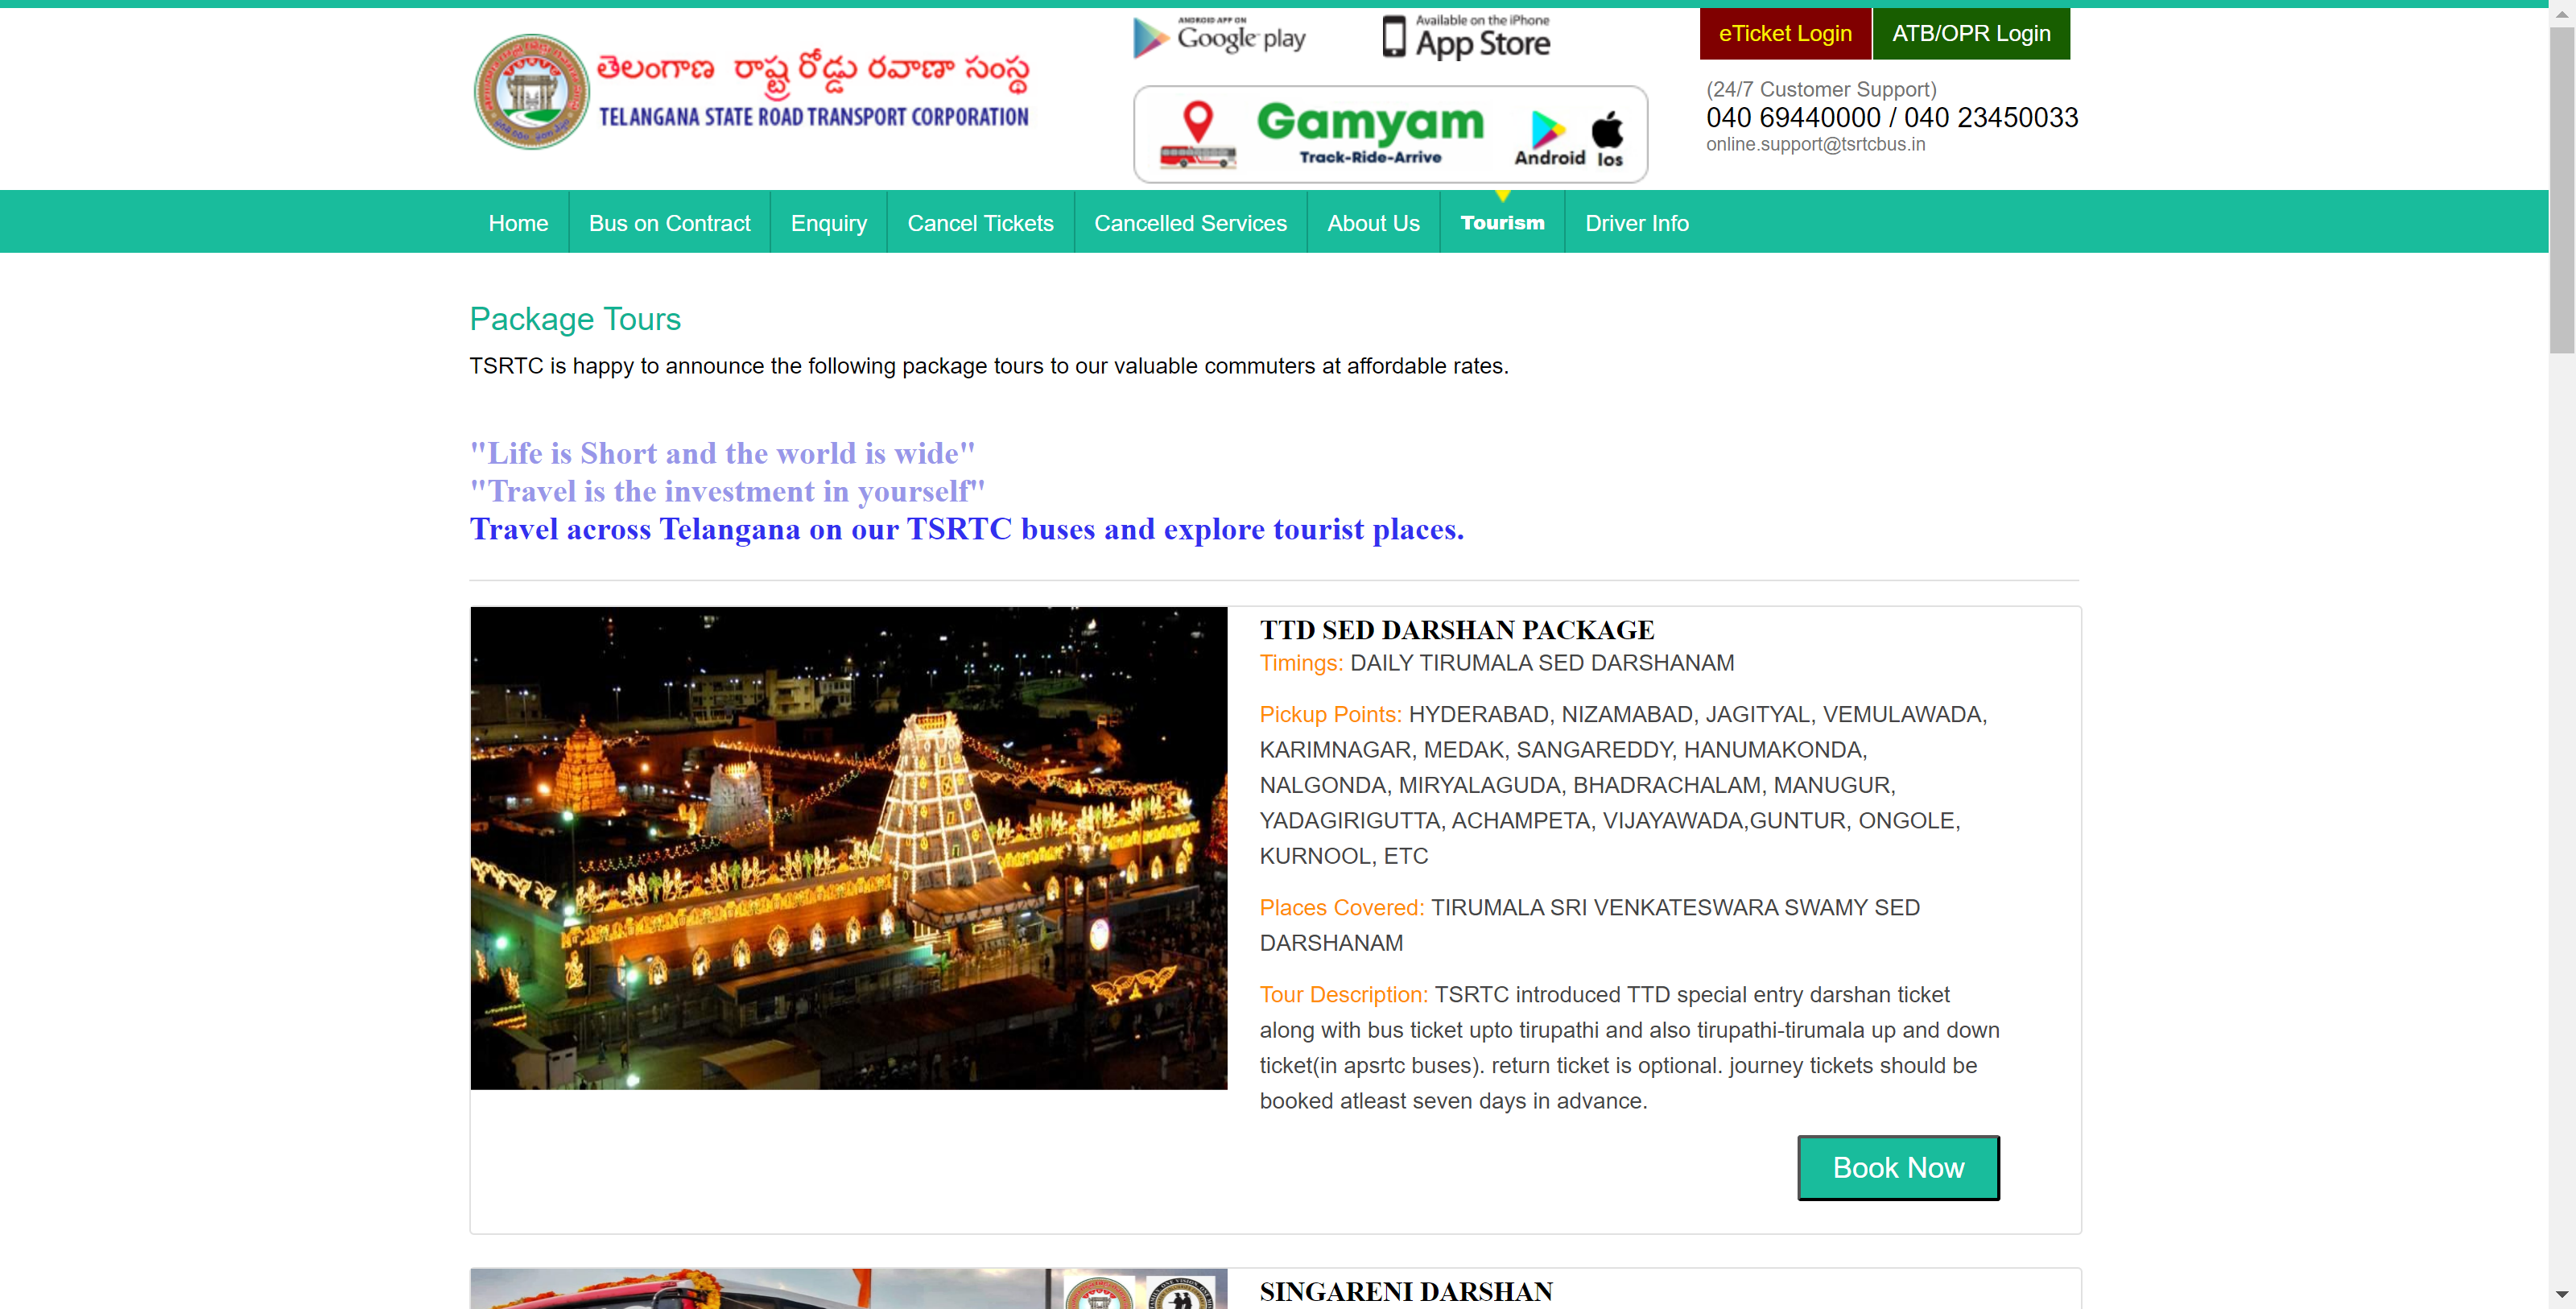 తెలంగాణ రాష్ట్ర రోడ్డు రవాణా సంస్థ
TELANGANA STATE ROAD TRANSPORT CORPORATION
ANDROID APP ON
Google play
Available on the iPhone
App Store
Gamyam
Track-Ride-Arrive
Android Ios
eTicket Login ATB/OPR Login
(24/7 Customer Support)
040 69440000 / 040 23450033
online.support@tsrtcbus.in
Home Bus on Contract Enquiry Cancel Tickets Cancelled Services About Us Tourism Driver Info
Package Tours
TSRTC is happy to announce the following package tours to our valuable commuters at affordable rates.
"Life is Short and the world is wide"
"Travel is the investment in yourself"
Travel across Telangana on our TSRTC buses and explore tourist places.
TTD SED DARSHAN PACKAGE
Timings: DAILY TIRUMALA SED DARSHANAM
Pickup Points: HYDERABAD, NIZAMABAD, JAGITYAL, VEMULAWADA,
KARIMNAGAR, MEDAK, SANGAREDDY, HANUMAKONDA,
NALGONDA, MIRYALAGUDA, BHADRACHALAM, MANUGUR,
YADAGIRIGUTTA, ACHAMPETA, VIJAYAWADA,GUNTUR, ONGOLE,
KURNOOL, ETC
Places Covered: TIRUMALA SRI VENKATESWARA SWAMY SED
DARSHANAM
Tour Description: TSRTC introduced TTD special entry darshan ticket
along with bus ticket upto tirupathi and also tirupathi-tirumala up and down
ticket(in apsrtc buses). return ticket is optional. journey tickets should be
booked atleast seven days in advance.
Book Now
SINGARENI DARSHAN